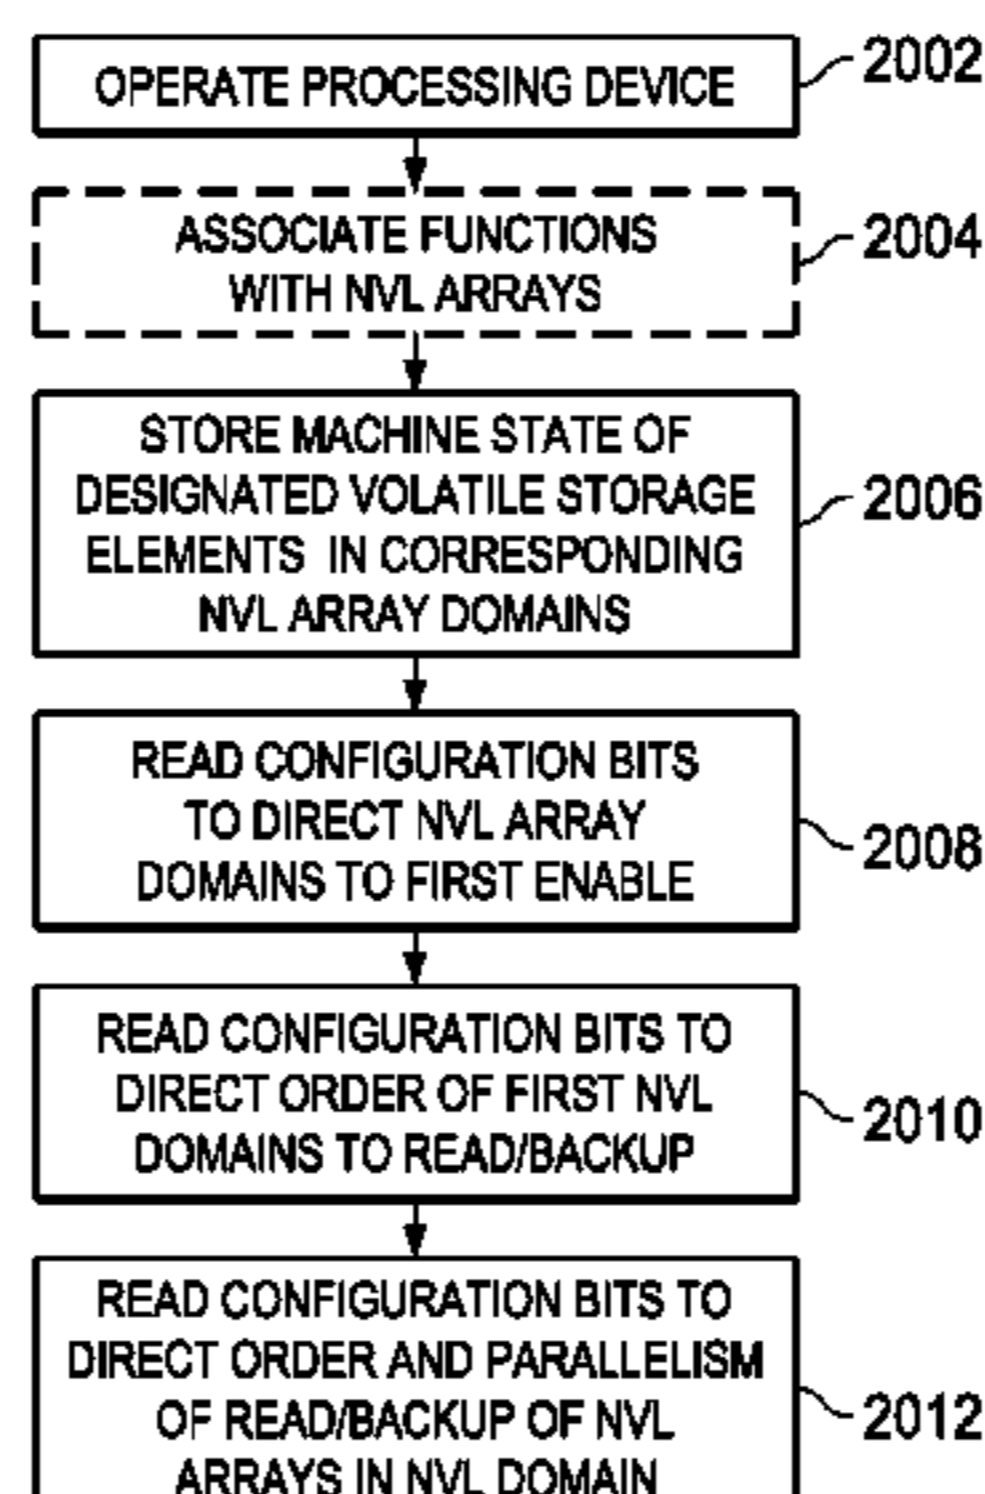 OPERATE PROCESSING DEVICE
2002
ASSOCIATE FUNCTIONS
WITH NVL ARRAYS
2004
STORE MACHINE STATE OF
DESIGNATED VOLATILE STORAGE
ELEMENTS IN CORRESPONDING
NVL ARRAY DOMAINS
2006
READ CONFIGURATION BITS
TO DIRECT NVL ARRAY
DOMAINS TO FIRST ENABLE
2008
READ CONFIGURATION BITS TO
DIRECT ORDER OF FIRST NVL
DOMAINS TO READ/BACKUP
2010
READ CONFIGURATION BITS TO
DIRECT ORDER AND PARALLELISM
OF READ/BACKUP OF NVL
ARRAYS IN NVL DOMAIN
2012